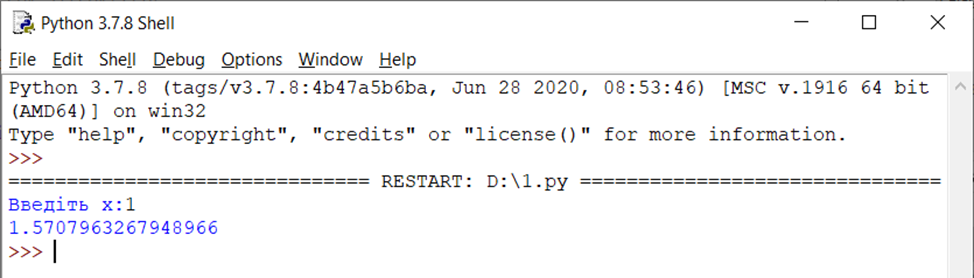 Python 3.7.8 Shell
File Edit Shell Debug Options Window Help
Python 3.7.8 (tags/v3.7.8:4b47a5b6ba, Jun 28 2020, 08:53:46) [MSC v.1916 64 bit
(AMD64)] on win32
Type "help", "copyright", "credits" or "license()" for more information.
>>>
=============================== RESTART: D:\1.py ===============================
Введіть x:1
1.5707963267948966
>>>